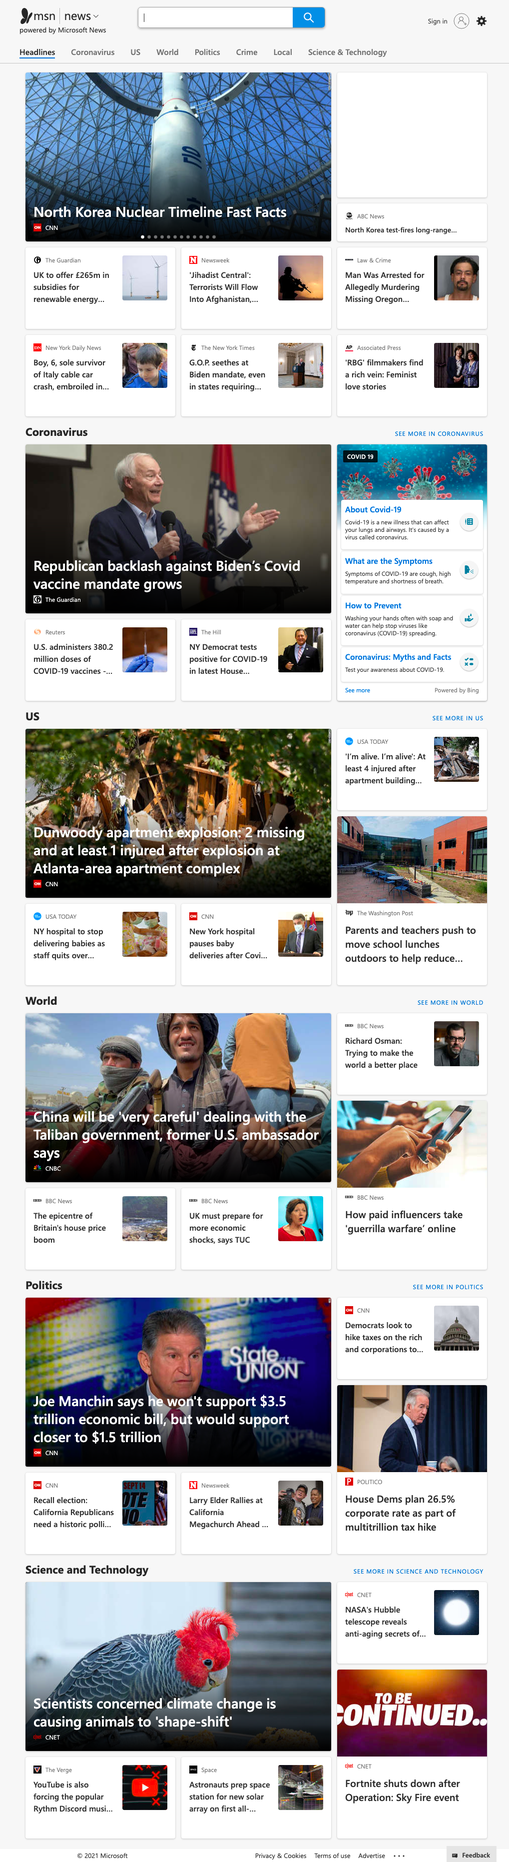 msn news
powered by Microsoft News
Sign in
Headlines Coronavirus US World Politics Crime Local Science & Technology
North Korea Nuclear Timeline Fast Facts
CNN
ABC News
North Korea test-fires long-range...
The Guardian
UK to offer £265m in
subsidies for
renewable energy...
Newsweek
'Jihadist Central':
Terrorists Will Flow
Into Afghanistan,...
Law & Crime
Man Was Arrested for
Allegedly Murdering
Missing Oregon...
New York Daily News
Boy, 6, sole survivor
of Italy cable car
crash, embroiled in...
The New York Times
G.O.P. seethes at
Biden mandate, even
in states requiring...
AP
Associated Press
'RBG' filmmakers find
a rich vein: Feminist
love stories
Coronavirus
SEE MORE IN CORONAVIRUS
Republican backlash against Biden's Covid
vaccine mandate grows
The Guardian
COVID 19
About Covid-19
Covid-19 is a new illness that can affect
your lungs and airways. It's caused by a
virus called coronavirus.
What are the Symptoms
Symptoms of COVID-19 are cough, high
temperature and shortness of breath.
How to Prevent
Washing your hands often with soap and
water can help stop viruses like
coronavirus (COVID-19) spreading.
Coronavirus: Myths and Facts
Test your awareness about COVID-19.
See more
Powered by Bing
Reuters
U.S. administers 380.2
million doses of
COVID-19 vaccines -...
The Hill
NY Democrat tests
positive for COVID-19
in latest House...
US
SEE MORE IN US
Dunwoody apartment explosion: 2 missing
and at least 1 injured after explosion at
Atlanta-area apartment complex
CNN
USA TODAY
'I'm alive. I'm alive': At
least 4 injured after
apartment building...
USA TODAY
NY hospital to stop
delivering babies as
staff quits over...
CNN
New York hospital
pauses baby
deliveries after Covi...
wp
The Washington Post
Parents and teachers push to
move school lunches
outdoors to help reduce...
World
SEE MORE IN WORLD
China will be 'very careful' dealing with the
Taliban government, former U.S. ambassador
says
CNBC
BBC News
Richard Osman:
Trying to make the
world a better place
BBC News
The epicentre of
Britain's house price
boom
BBC News
UK must prepare for
more economic
shocks, says TUC
BBC News
How paid influencers take
'guerrilla warfare' online
Politics
SEE MORE IN POLITICS
State of the
UNION
Joe Manchin says he won't support $3.5
trillion economic bill, but would support
closer to $1.5 trillion
CNN
CNN
Democrats look to
hike taxes on the rich
and corporations to...
CNN
Recall election:
California Republicans
need a historic polli...
SEPT 14
VOTE
NO
Newsweek
Larry Elder Rallies at
California
Megachurch Ahead ...
POLITICO
House Dems plan 26.5%
corporate rate as part of
multitrillion tax hike
Science and Technology
SEE MORE IN SCIENCE AND TECHNOLOGY
Scientists concerned climate change is
causing animals to 'shape-shift'
CNET
CNET
NASA's Hubble
telescope reveals
anti-aging secrets of...
The Verge
YouTube is also
forcing the popular
Rythm Discord musi...
Space
Astronauts prep space
station for new solar
array on first all-...
TO BE
CONTINUED...
CNET
Fortnite shuts down after
Operation: Sky Fire event
© 2021 Microsoft
Privacy & Cookies Terms of use Advertise ...
Feedback